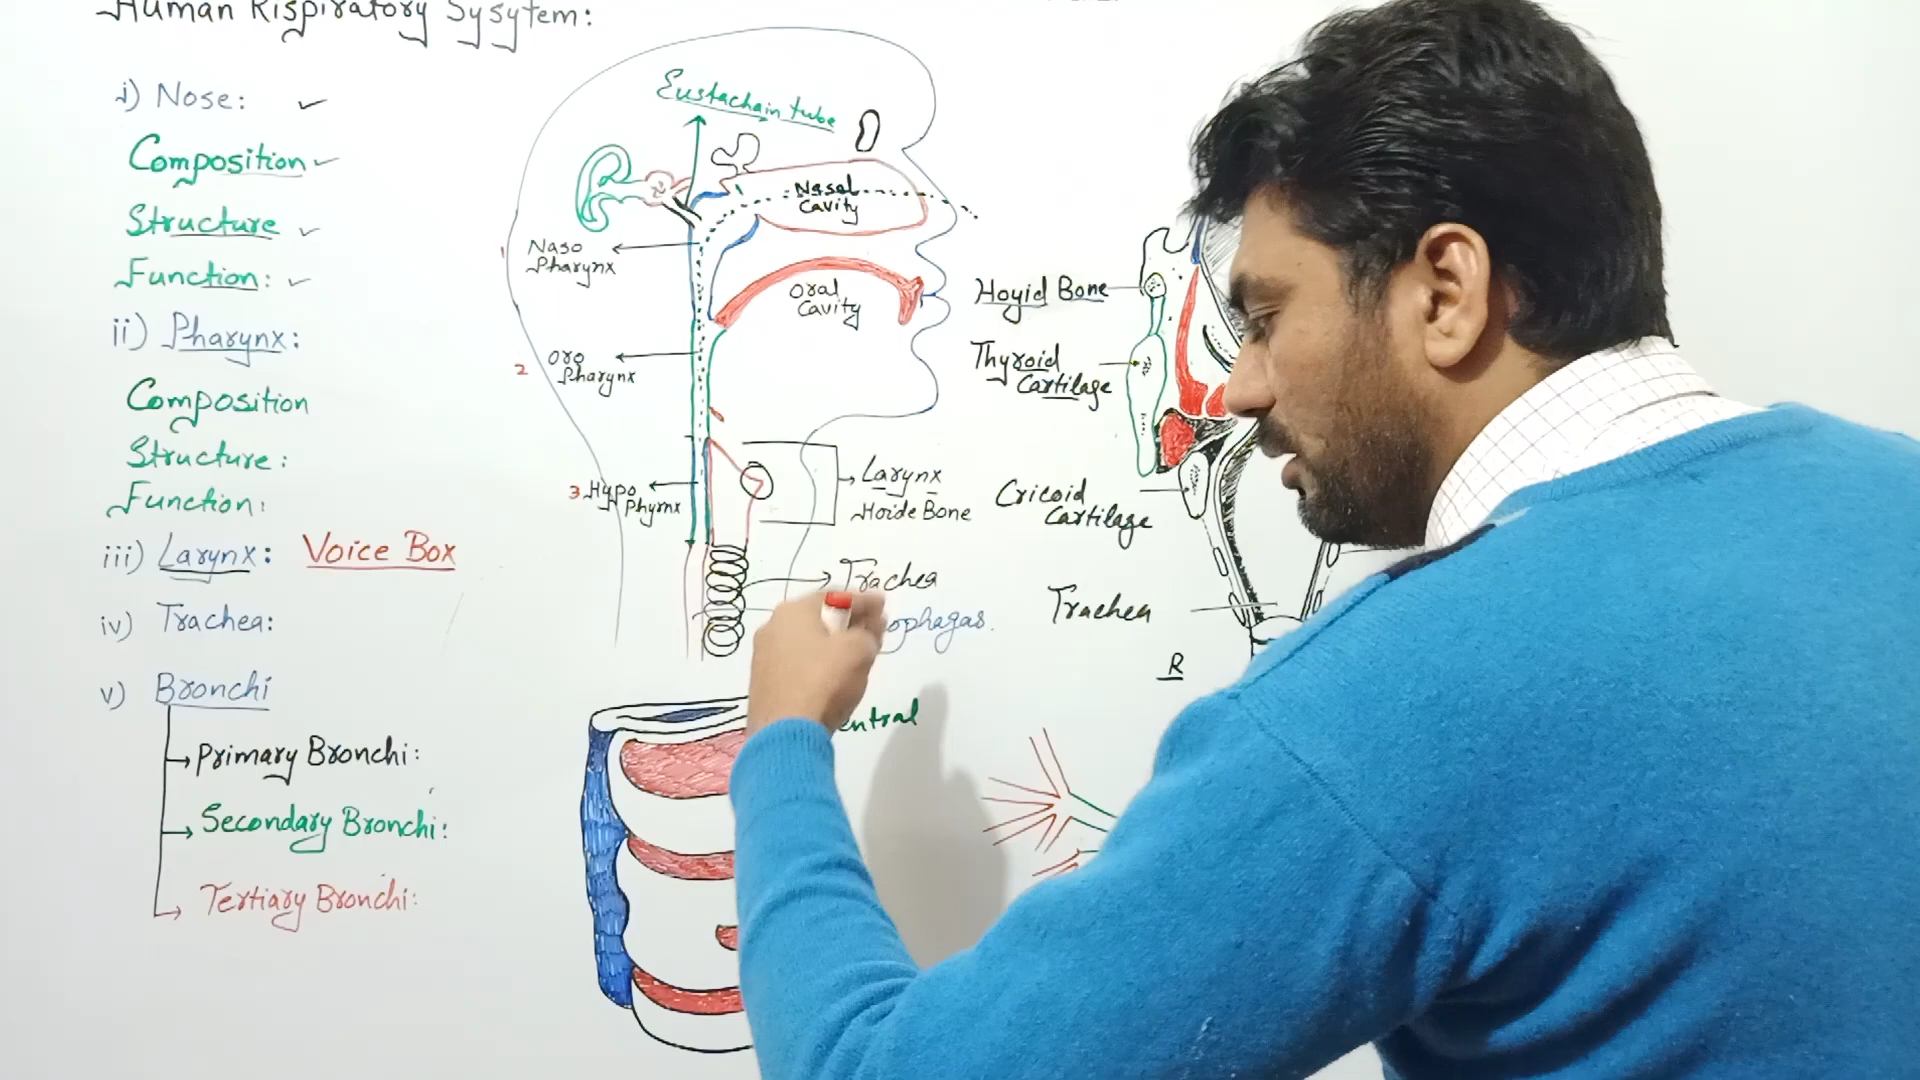 Human Rispiratory Sysytem:
i) Nose:
Composition
Structure
Function:
ii) Pharynx:
Composition
Structure:
Function:
iii) Larynx: Voice Box
iv) Trachea:
v) Bronchi
Primary Bronchi:
Secondary Bronchi:
Tertiary Bronchi:
Eustachain tube
Nasal
Cavity
1 Naso
Pharynx
Oral
Cavity
2 Oro
Pharynx
3 Hypo
Phyrnx
Larynx
Hoide Bone
Trachea
ophagas.
entral
Hoyid Bone
Thyroid
Cartilage
Cricoid
Cartilage
Trachea
R